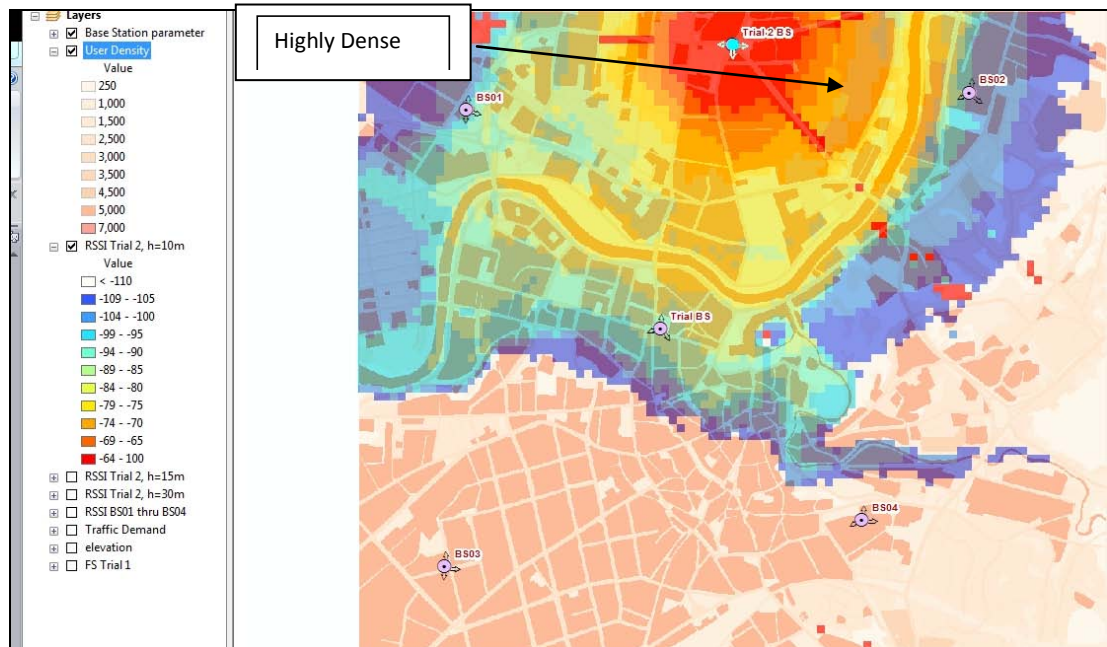 Layers
Base Station parameter
User Density
Value
250
1,000
1,500
2,500
3,000
3,500
4,500
5,000
7,000
RSSI Trial 2, h=10m
Value
< -110
-109 - -105
-104 - -100
-99 - -95
-94 - -90
-89 - -85
-84 - -80
-79 - -75
-74 - -70
-69 - -65
-64 - 100
RSSI Trial 2, h=15m
RSSI Trial 2, h=30m
RSSI BS01 thru BS04
Traffic Demand
elevation
FS Trial 1
Highly Dense
Trial 2 BS
BS01
BS02
Trial BS
BS04
BS03